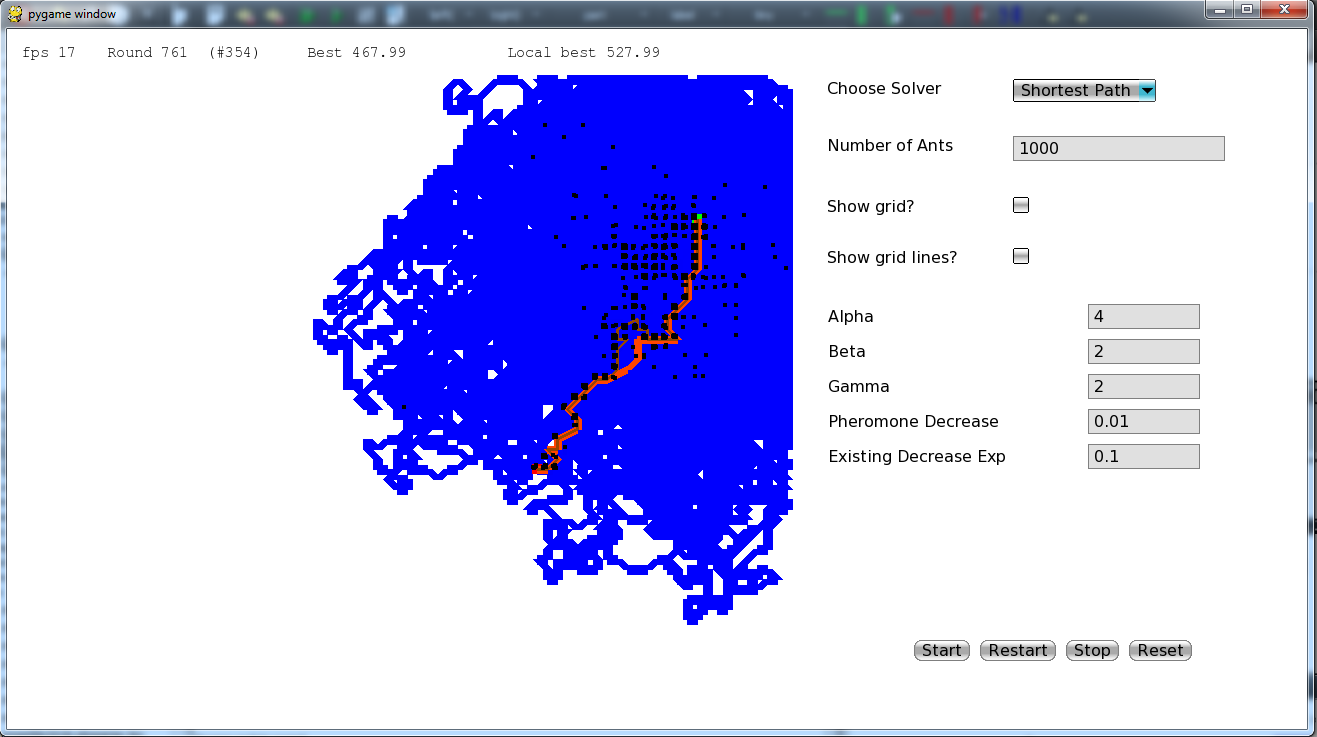 pygame window
fps 17 Round 761 (#354) Best 467.99 Local best 527.99
Choose Solver Shortest Path
Number of Ants 1000
Show grid?
Show grid lines?
Alpha 4
Beta 2
Gamma 2
Pheromone Decrease 0.01
Existing Decrease Exp 0.1
Start Restart Stop Reset